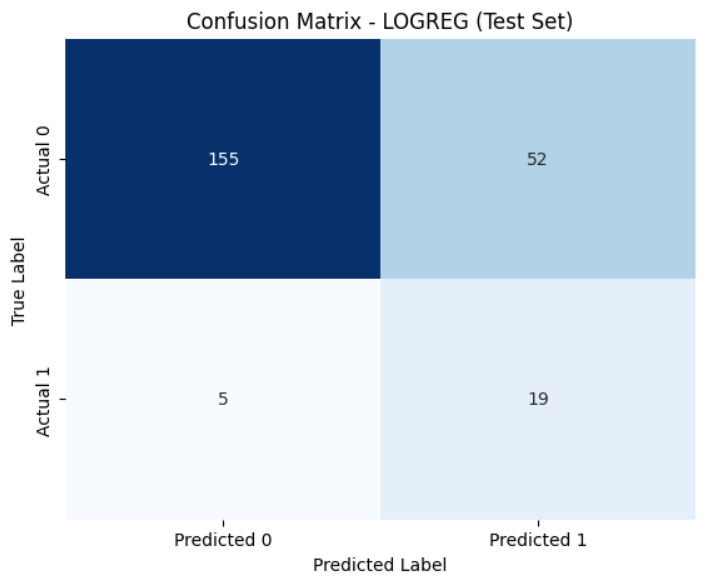 Confusion Matrix - LOGREG (Test Set)
True Label
Actual 0
155
52
Actual 1
5
19
Predicted 0
Predicted 1
Predicted Label